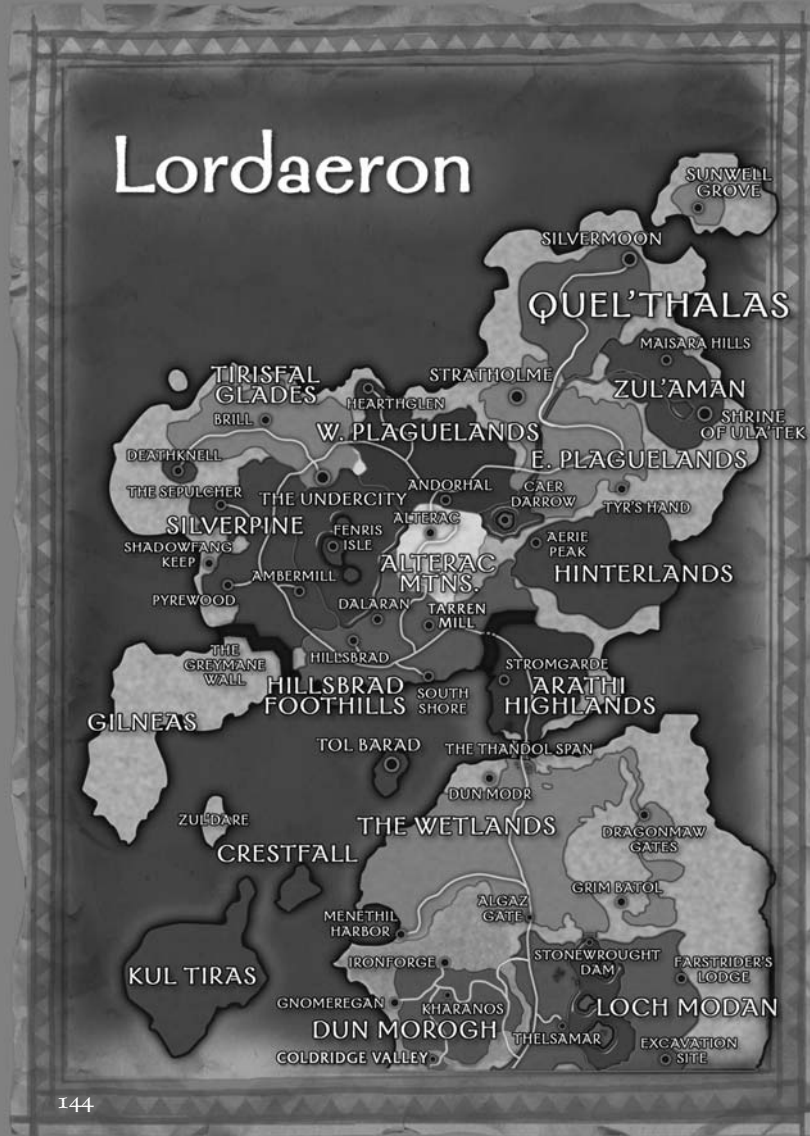 Lordaeron
SUNWELL
GROVE
SILVERMOON
QUEL'THALAS
MAISARA HILLS
ZUL'AMAN
SHRINE
OF ULA'TEK
STRATHOLME
TIRISFAL
GLADES
HEARTHGLEN
BRILL
W. PLAGUELANDS
E. PLAGUELANDS
DEATHKNELL
THE SEPULCHER
THE UNDERCITY
ANDORHAL
CAER
DARROW
TYR'S HAND
SILVERPINE
ALTERAC
FENRIS
ISLE
SHADOWFANG
KEEP
AERIE
PEAK
ALTERAC
MTNS.
HINTERLANDS
AMBERMILL
PYREWOOD
DALARAN
TARREN
MILL
THE
GREYMANE
WALL
HILLSBRAD
STROMGARDE
HILLSBRAD
FOOTHILLS
SOUTH
SHORE
ARATHI
HIGHLANDS
GILNEAS
TOL BARAD
THE THANDOL SPAN
DUN MODR
ZUL'DARE
THE WETLANDS
DRAGONMAW
GATES
CRESTFALL
GRIM BATOL
MENETHIL
HARBOR
ALGAZ
GATE
IRONFORGE
STONEWROUGHT
DAM
FARSTRIDER'S
LODGE
KUL TIRAS
GNOMEREGAN
KHARANOS
LOCH MODAN
DUN MOROGH
THELSAMAR
EXCAVATION
SITE
COLDRIDGE VALLEY
144